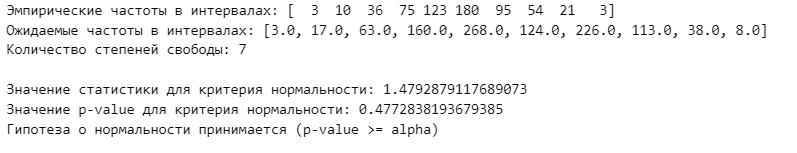 Эмпирические частоты в интервалах: [  3  10  36  75 123 180  95  54  21   3]
Ожидаемые частоты в интервалах: [3.0, 17.0, 63.0, 160.0, 268.0, 124.0, 226.0, 113.0, 38.0, 8.0]
Количество степеней свободы: 7
Значение статистики для критерия нормальности: 1.4792879117689073
Значение p-value для критерия нормальности: 0.4772838193679385
Гипотеза о нормальности принимается (p-value >= alpha)